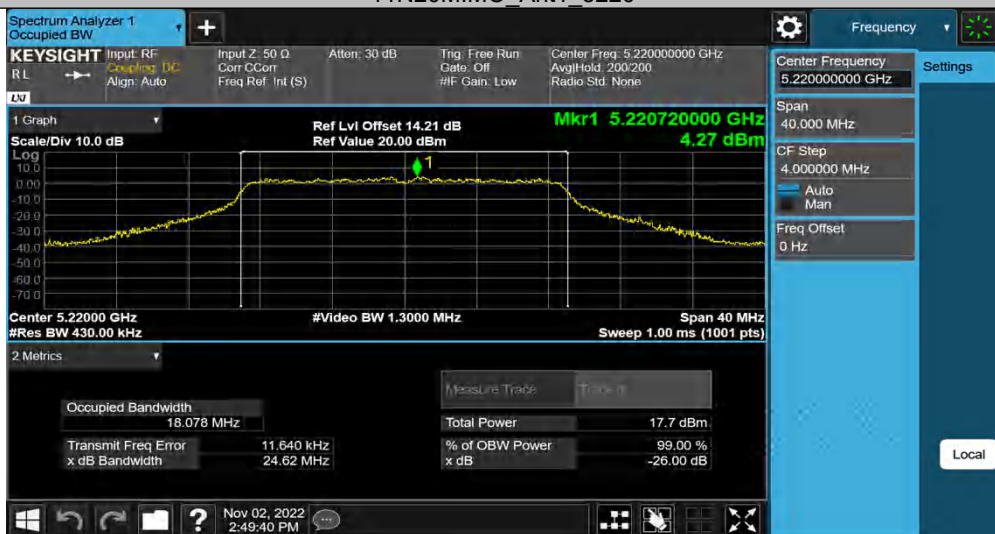 Spectrum Analyzer 1
Occupied BW
Frequency
KEYSIGHT
Input: RF
Coupling: DC
Align: Auto
Input Z: 50 Ω
Corr CCorr
Freq Ref: Int (S)
Atten: 30 dB
Trig: Free Run
Gate: Off
#IF Gain: Low
Center Freq: 5.220000000 GHz
Avg|Hold: 200/200
Radio Std: None
RL
LXI
Center Frequency
5.220000000 GHz
Settings
Span
40.000 MHz
CF Step
4.000000 MHz
Auto
Man
Freq Offset
0 Hz
Local
1 Graph
Scale/Div 10.0 dB
Ref Lvl Offset 14.21 dB
Ref Value 20.00 dBm
Mkr1 5.220720000 GHz
4.27 dBm
Log
10.0
0.00
-10.0
-20.0
-30.0
-40.0
-50.0
-60.0
-70.0
1
Center 5.22000 GHz
#Video BW 1.3000 MHz
Span 40 MHz
#Res BW 430.00 kHz
Sweep 1.00 ms (1001 pts)
2 Metrics
Measure Trace
Occupied Bandwidth
18.078 MHz
Total Power 17.7 dBm
Transmit Freq Error 11.640 kHz
% of OBW Power 99.00 %
x dB Bandwidth 24.62 MHz
x dB -26.00 dB
?
Nov 02, 2022
2:49:40 PM